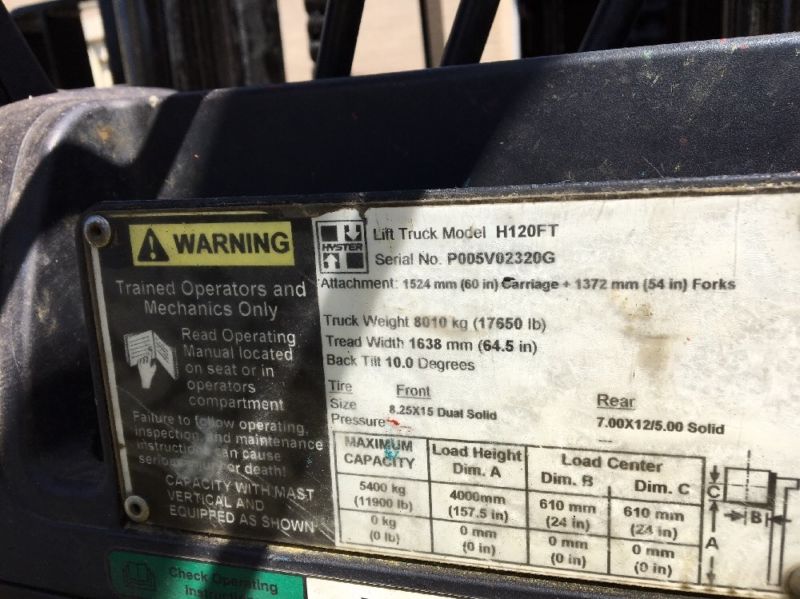 WARNING
Trained Operators and
Mechanics Only
Read Operating
Manual located
on seat or in
operators
compartment
Failure to follow operating,
inspection, and maintenance
instructions can cause
serious or death!
CAPACITY WITH MAST
VERTICAL AND
EQUIPPED AS SHOWN
HYSTER
Lift Truck Model H120FT
Serial No. P005V02320G
Attachment: 1524 mm (60 in) Carriage + 1372 mm (54 in) Forks
Truck Weight 8010 kg (17650 lb)
Tread Width 1638 mm (64.5 in)
Back Tilt 10.0 Degrees
Tire Front Rear
Size 8.25X15 Dual Solid 7.00X12/5.00 Solid
Pressure
MAXIMUM CAPACITY Load Height Dim. A Load Center Dim. B Dim. C
5400 kg 4000mm 610 mm 610 mm
(11900 lb) (157.5 in) (24 in) (24 in)
0 kg 0 mm 0 mm 0 mm
(0 lb) (0 in) (0 in) (0 in)
C
B
A
Check Operating
Instruction